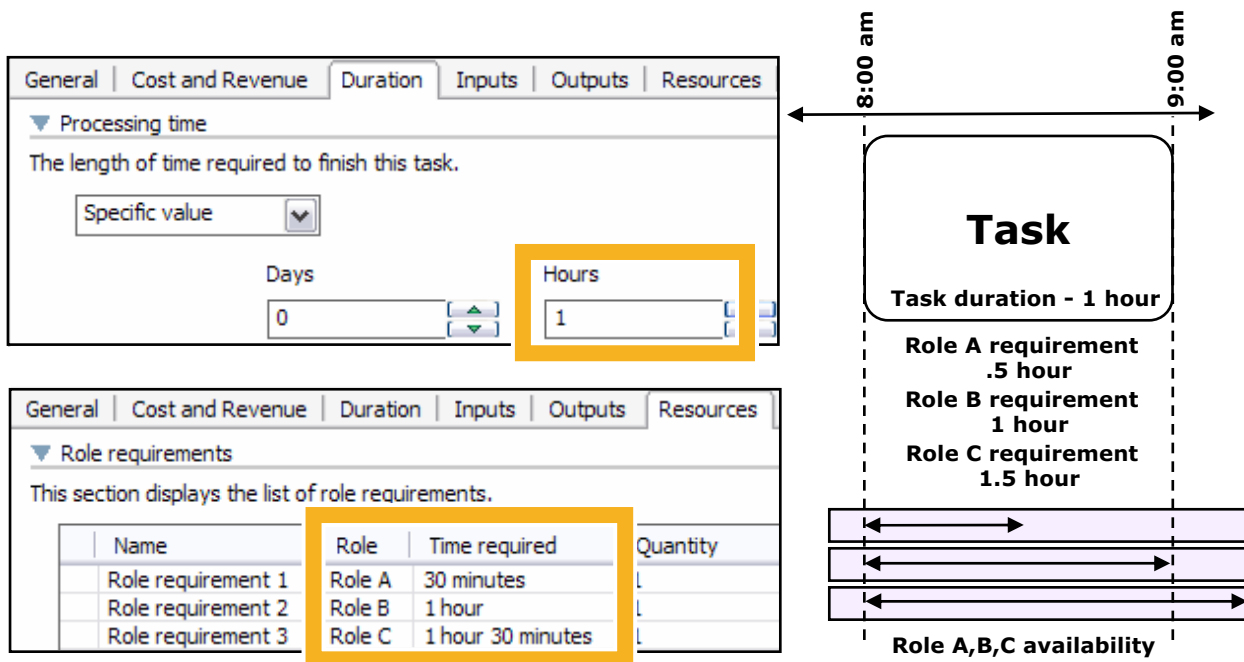 General | Cost and Revenue | Duration | Inputs | Outputs | Resources
Processing time
The length of time required to finish this task.
Specific value
Days Hours
0 1
General | Cost and Revenue | Duration | Inputs | Outputs | Resources
Role requirements
This section displays the list of role requirements.
Name Role Time required Quantity
Role requirement 1 Role A 30 minutes 1
Role requirement 2 Role B 1 hour 1
Role requirement 3 Role C 1 hour 30 minutes 1
8:00 am
9:00 am
Task
Task duration - 1 hour
Role A requirement
.5 hour
Role B requirement
1 hour
Role C requirement
1.5 hour
Role A,B,C availability